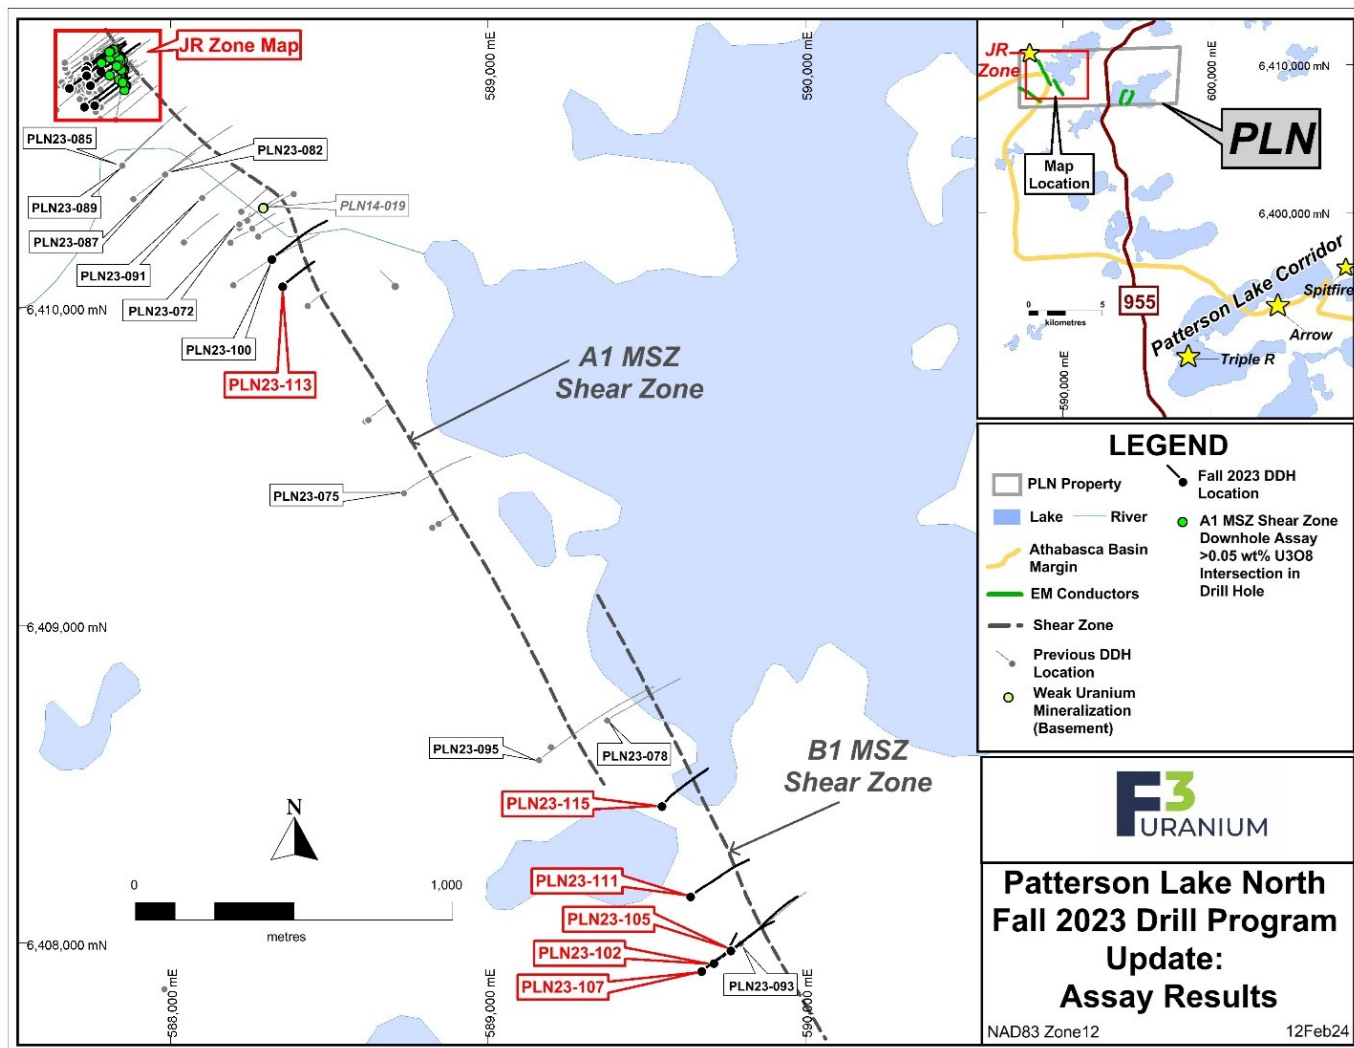 JR Zone Map
589,000 mE
590,000 mE
PLN23-085
PLN23-082
PLN14-019
PLN23-089
PLN23-087
PLN23-091
PLN23-072
6,410,000 mN
PLN23-100
PLN23-113
A1 MSZ
Shear Zone
PLN23-075
6,409,000 mN
PLN23-095
PLN23-078
B1 MSZ
Shear Zone
PLN23-115
N
0
1,000
metres
PLN23-111
PLN23-105
6,408,000 mN
PLN23-102
PLN23-107
PLN23-093
588,000 mE
589,000 mE
590,000 mE
JR
Zone
600,000 mE
6,410,000 mN
PLN
Map
Location
6,400,000 mN
Patterson Lake Corridor
Spitfire
955
0
5
kilometres
Arrow
Triple R
590,000 mE
LEGEND
PLN Property
Lake
River
Athabasca Basin
Margin
EM Conductors
Shear Zone
Previous DDH
Location
Weak Uranium
Mineralization
(Basement)
Fall 2023 DDH
Location
A1 MSZ Shear Zone
Downhole Assay
>0.05 wt% U3O8
Intersection in
Drill Hole
F3
URANIUM
Patterson Lake North
Fall 2023 Drill Program
Update:
Assay Results
NAD83 Zone12
12Feb24